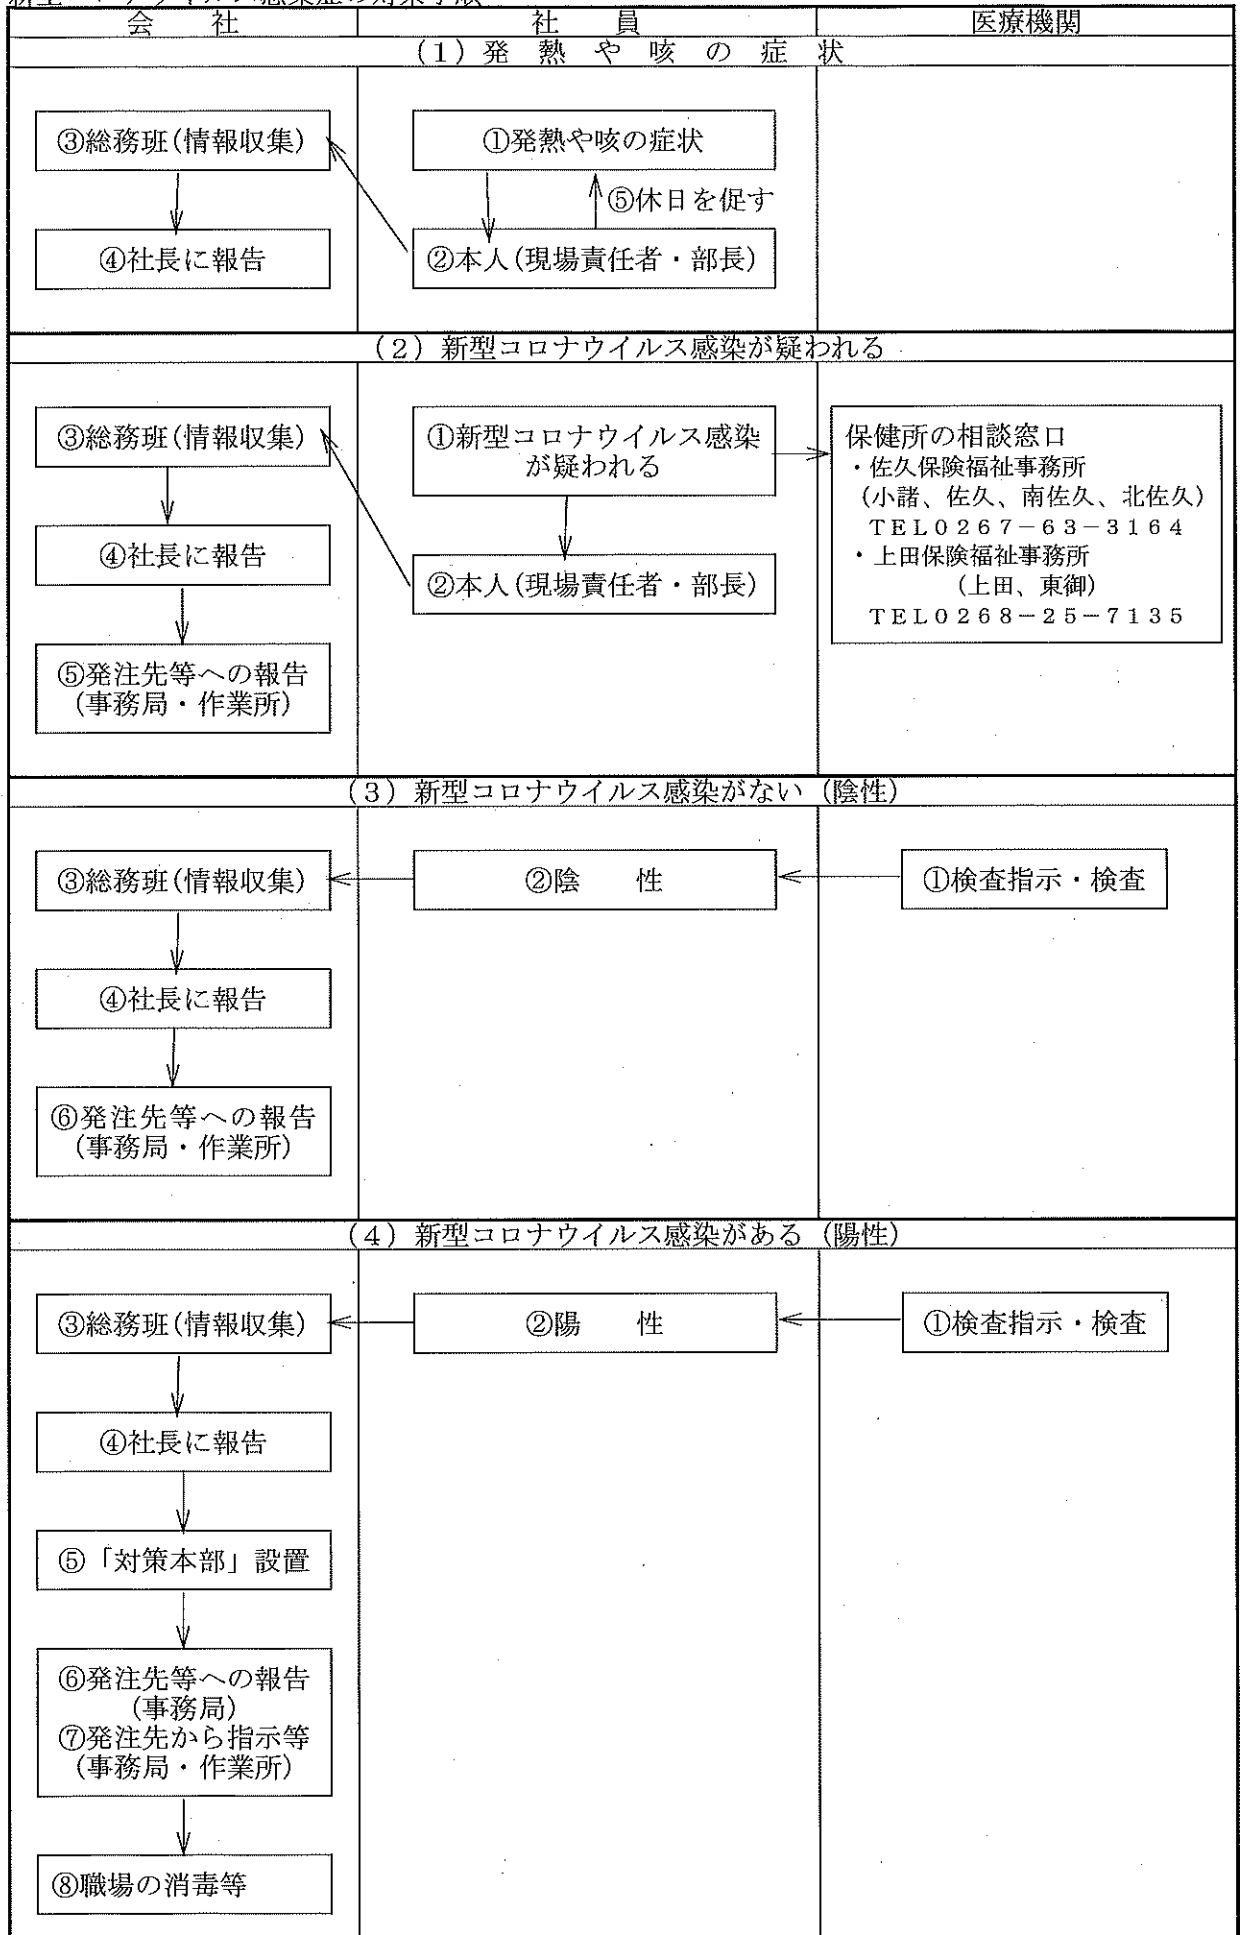 会　社
社　員
医療機関
(１)発　熱　や　咳　の　症　状
③総務班(情報収集)
①発熱や咳の症状
⑤休日を促す
④社長に報告
②本人(現場責任者・部長)
(２)新型コロナウイルス感染が疑われる
③総務班(情報収集)
①新型コロナウイルス感染
が疑われる
④社長に報告
②本人(現場責任者・部長)
⑤発注先等への報告
(事務局・作業所)
保健所の相談窓口
・佐久保険福祉事務所
(小諸、佐久、南佐久、北佐久)
ＴＥＬ０２６７－６３－３１６４
・上田保険福祉事務所
(上田、東御)
ＴＥＬ０２６８－２５－７１３５
(３)新型コロナウイルス感染がない(陰性)
③総務班(情報収集)
②陰　性
①検査指示・検査
④社長に報告
⑥発注先等への報告
(事務局・作業所)
(４)新型コロナウイルス感染がある(陽性)
③総務班(情報収集)
②陽　性
①検査指示・検査
④社長に報告
⑤「対策本部」設置
⑥発注先等への報告
(事務局)
⑦発注先から指示等
(事務局・作業所)
⑧職場の消毒等